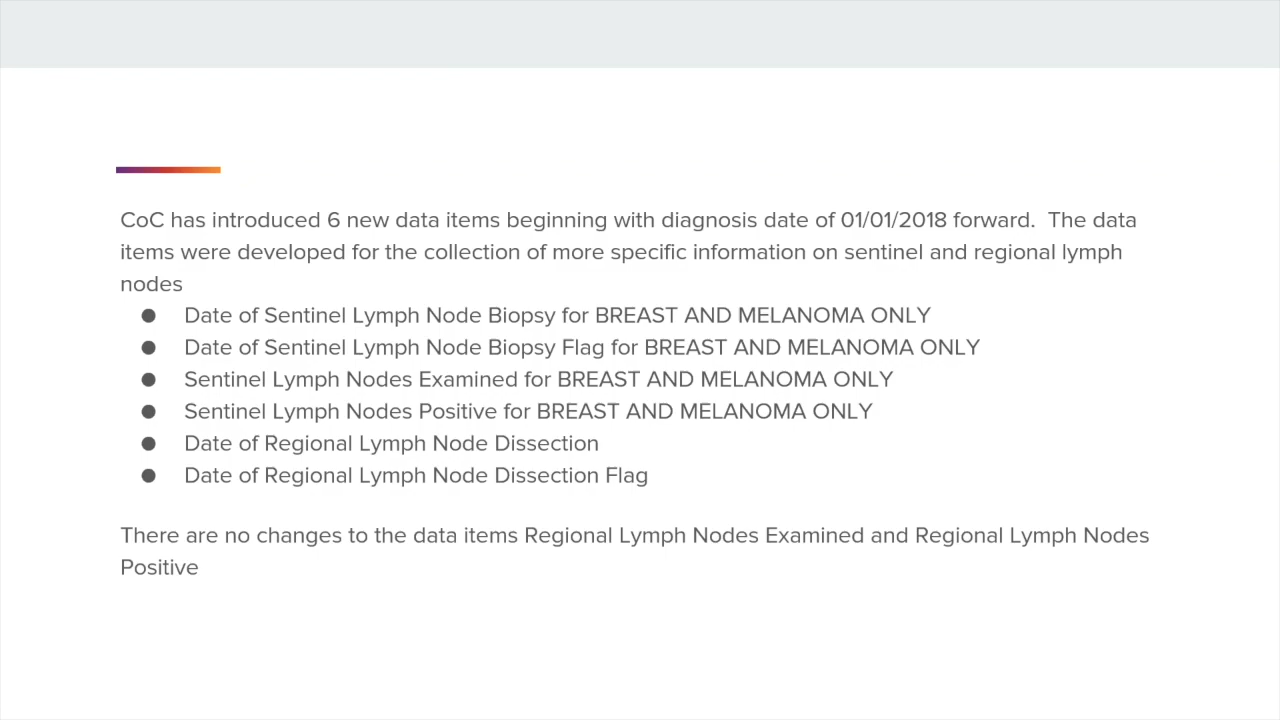 CoC has introduced 6 new data items beginning with diagnosis date of 01/01/2018 forward.  The data
items were developed for the collection of more specific information on sentinel and regional lymph
nodes
● Date of Sentinel Lymph Node Biopsy for BREAST AND MELANOMA ONLY
● Date of Sentinel Lymph Node Biopsy Flag for BREAST AND MELANOMA ONLY
● Sentinel Lymph Nodes Examined for BREAST AND MELANOMA ONLY
● Sentinel Lymph Nodes Positive for BREAST AND MELANOMA ONLY
● Date of Regional Lymph Node Dissection
● Date of Regional Lymph Node Dissection Flag
There are no changes to the data items Regional Lymph Nodes Examined and Regional Lymph Nodes
Positive